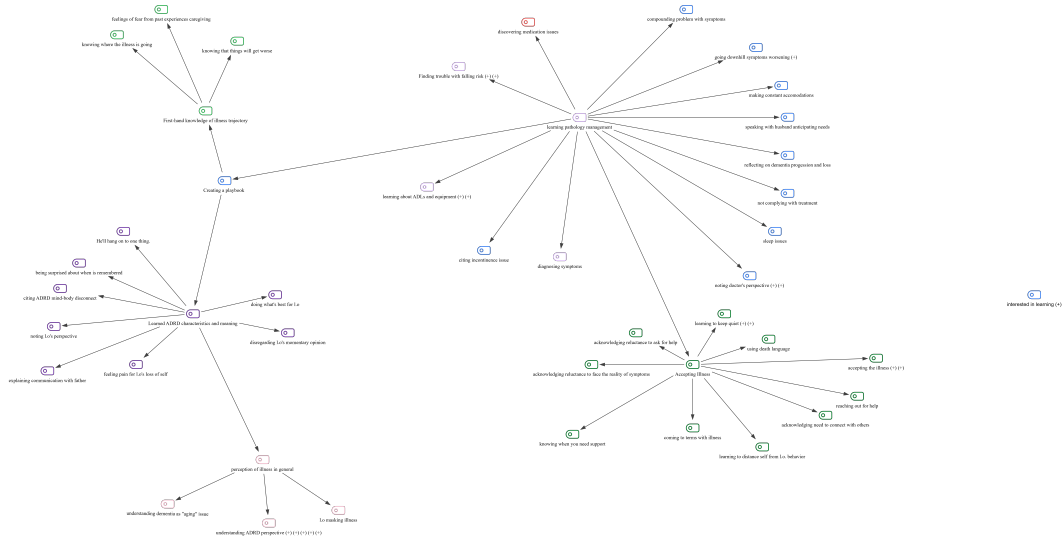 feelings of fear from past experiences caregiving
knowing where the illness is going
knowing that things will get worse
First-hand knowledge of illness trajectory
Creating a playbook
compounding problem with symptoms
discovering medication issues
going downhill symptoms worsening (+)
Finding trouble with falling risk (+) (+)
making constant accomodations
learning pathology management
speaking with husband anticipating needs
reflecting on dementia progression and loss
learning about ADLs and equipment (+) (+)
not complying with treatment
sleep issues
citing incontinence issue
diagnosing symptoms
noting doctor's perspective (+) (+)
interested in learning (+)
He'll hang on to one thing.
being surprised about when is remembered
citing ADRD mind-body disconnect
doing what's best for Lo
Learned ADRD characteristics and meaning
noting Lo's perspective
disregarding Lo's momentary opinion
explaining communication with father
feeling pain for Lo's loss of self
learning to keep quiet (+) (+)
acknowledging reluctance to ask for help
using death language
acknowledging reluctance to face the reality of symptoms
Accepting Illness
accepting the illness (+) (+)
reaching out for help
acknowledging need to connect with others
knowing when you need support
coming to terms with illness
learning to distance self from l.o. behavior
perception of illness in general
understanding dementia as "aging" issue
Lo masking illness
understanding ADRD perspective (+) (+) (+) (+) (+)